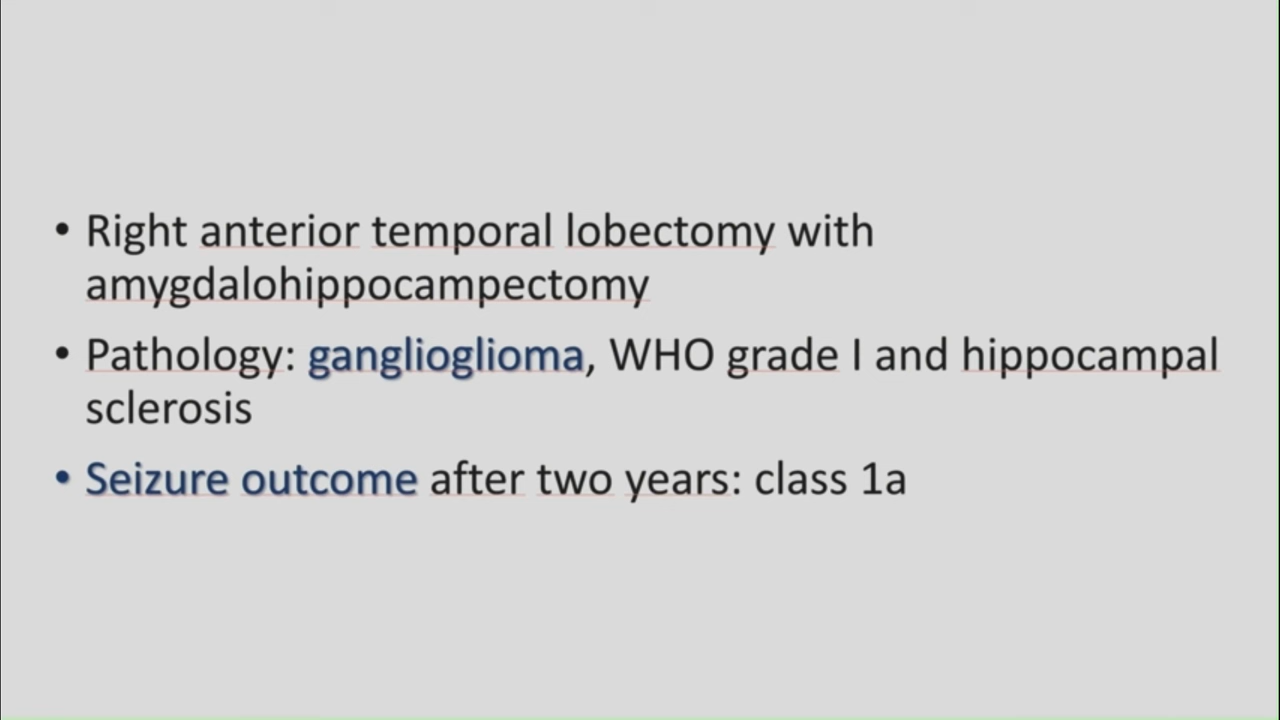 • Right anterior temporal lobectomy with
amygdalohippocampectomy
• Pathology: ganglioglioma, WHO grade I and hippocampal
sclerosis
• Seizure outcome after two years: class 1a